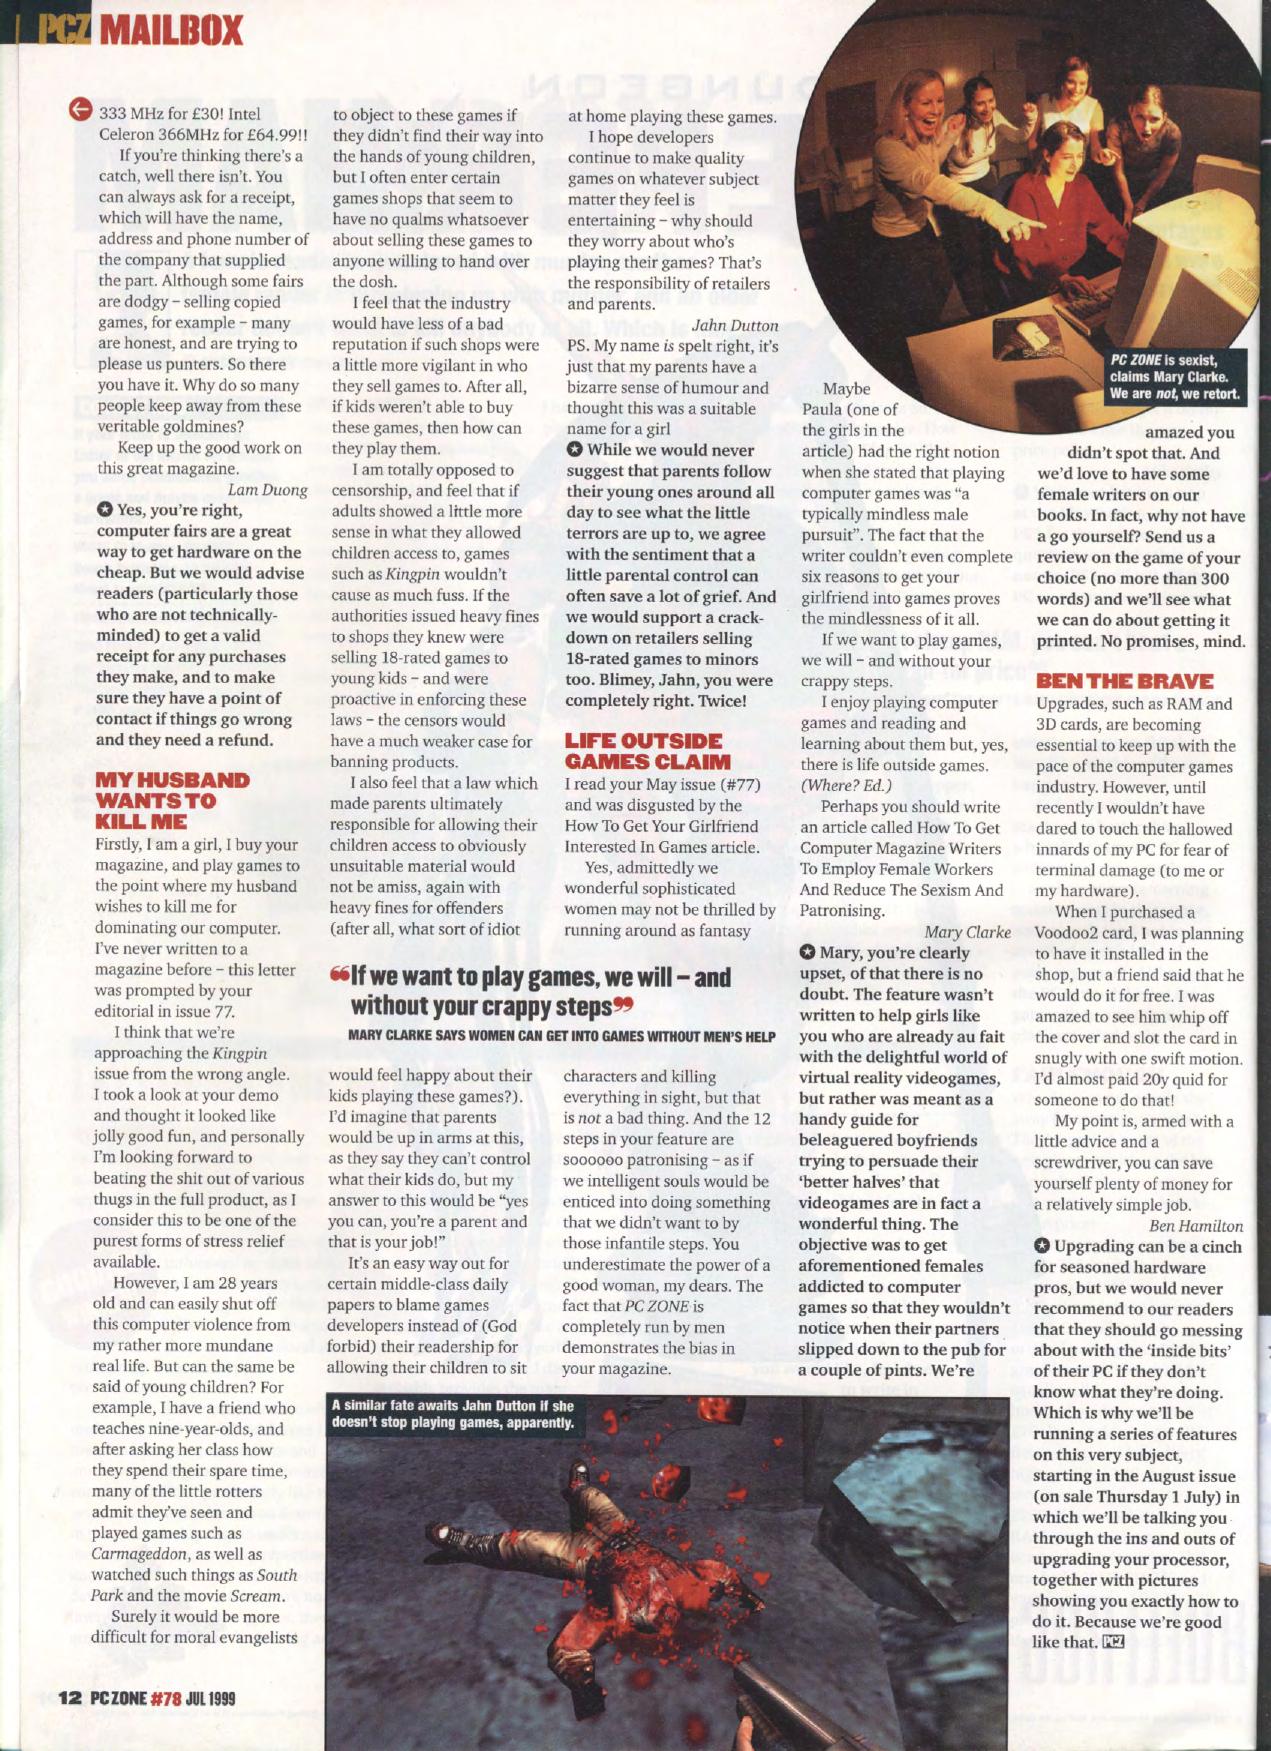 PCZ MAILBOX
333 MHz for £30! Intel
Celeron 366MHz for £64.99!!
If you're thinking there's a
catch, well there isn't. You
can always ask for a receipt,
which will have the name,
address and phone number of
the company that supplied
the part. Although some fairs
are dodgy – selling copied
games, for example – many
are honest, and are trying to
please us punters. So there
you have it. Why do so many
people keep away from these
veritable goldmines?
Keep up the good work on
this great magazine.
Lam Duong
Yes, you're right,
computer fairs are a great
way to get hardware on the
cheap. But we would advise
readers (particularly those
who are not technically-
minded) to get a valid
receipt for any purchases
they make, and to make
sure they have a point of
contact if things go wrong
and they need a refund.
MY HUSBAND
WANTS TO
KILL ME
Firstly, I am a girl, I buy your
magazine, and play games to
the point where my husband
wishes to kill me for
dominating our computer.
I've never written to a
magazine before – this letter
was prompted by your
editorial in issue 77.
I think that we're
approaching the Kingpin
issue from the wrong angle.
I took a look at your demo
and thought it looked like
jolly good fun, and personally
I'm looking forward to
beating the shit out of various
thugs in the full product, as I
consider this to be one of the
purest forms of stress relief
available.
However, I am 28 years
old and can easily shut off
this computer violence from
my rather more mundane
real life. But can the same be
said of young children? For
example, I have a friend who
teaches nine-year-olds, and
after asking her class how
they spend their spare time,
many of the little rotters
admit they've seen and
played games such as
Carmageddon, as well as
watched such things as South
Park and the movie Scream.
Surely it would be more
difficult for moral evangelists
to object to these games if
they didn't find their way into
the hands of young children,
but I often enter certain
games shops that seem to
have no qualms whatsoever
about selling these games to
anyone willing to hand over
the dosh.
I feel that the industry
would have less of a bad
reputation if such shops were
a little more vigilant in who
they sell games to. After all,
if kids weren't able to buy
these games, then how can
they play them.
I am totally opposed to
censorship, and feel that if
adults showed a little more
sense in what they allowed
children access to, games
such as Kingpin wouldn't
cause as much fuss. If the
authorities issued heavy fines
to shops they knew were
selling 18-rated games to
young kids – and were
proactive in enforcing these
laws – the censors would
have a much weaker case for
banning products.
I also feel that a law which
made parents ultimately
responsible for allowing their
children access to obviously
unsuitable material would
not be amiss, again with
heavy fines for offenders
(after all, what sort of idiot
would feel happy about their
kids playing these games?).
I'd imagine that parents
would be up in arms at this,
as they say they can't control
what their kids do, but my
answer to this would be "yes
you can, you're a parent and
that is your job!"
It's an easy way out for
certain middle-class daily
papers to blame games
developers instead of (God
forbid) their readership for
allowing their children to sit
at home playing these games.
I hope developers
continue to make quality
games on whatever subject
matter they feel is
entertaining – why should
they worry about who's
playing their games? That's
the responsibility of retailers
and parents.
Jahn Dutton
PS. My name is spelt right, it's
just that my parents have a
bizarre sense of humour and
thought this was a suitable
name for a girl
While we would never
suggest that parents follow
their young ones around all
day to see what the little
terrors are up to, we agree
with the sentiment that a
little parental control can
often save a lot of grief. And
we would support a crack-
down on retailers selling
18-rated games to minors
too. Blimey, Jahn, you were
completely right. Twice!
LIFE OUTSIDE
GAMES CLAIM
I read your May issue (#77)
and was disgusted by the
How To Get Your Girlfriend
Interested In Games article.
Yes, admittedly we
wonderful sophisticated
women may not be thrilled by
running around as fantasy
"If we want to play games, we will – and
without your crappy steps"
MARY CLARKE SAYS WOMEN CAN GET INTO GAMES WITHOUT MEN'S HELP
characters and killing
everything in sight, but that
is not a bad thing. And the 12
steps in your feature are
soooooo patronising – as if
we intelligent souls would be
enticed into doing something
that we didn't want to by
those infantile steps. You
underestimate the power of a
good woman, my dears. The
fact that PC ZONE is
completely run by men
demonstrates the bias in
your magazine.
Maybe
Paula (one of
the girls in the
article) had the right notion
when she stated that playing
computer games was "a
typically mindless male
pursuit". The fact that the
writer couldn't even complete
six reasons to get your
girlfriend into games proves
the mindlessness of it all.
If we want to play games,
we will – and without your
crappy steps.
I enjoy playing computer
games and reading and
learning about them but, yes,
there is life outside games.
(Where? Ed.)
Perhaps you should write
an article called How To Get
Computer Magazine Writers
To Employ Female Workers
And Reduce The Sexism And
Patronising.
Mary Clarke
Mary, you're clearly
upset, of that there is no
doubt. The feature wasn't
written to help girls like
you who are already au fait
with the delightful world of
virtual reality videogames,
but rather was meant as a
handy guide for
beleaguered boyfriends
trying to persuade their
'better halves' that
videogames are in fact a
wonderful thing. The
objective was to get
aforementioned females
addicted to computer
games so that they wouldn't
notice when their partners
slipped down to the pub for
a couple of pints. We're
PC ZONE is sexist,
claims Mary Clarke.
We are not, we retort.
amazed you
didn't spot that. And
we'd love to have some
female writers on our
books. In fact, why not have
a go yourself? Send us a
review on the game of your
choice (no more than 300
words) and we'll see what
we can do about getting it
printed. No promises, mind.
BEN THE BRAVE
Upgrades, such as RAM and
3D cards, are becoming
essential to keep up with the
pace of the computer games
industry. However, until
recently I wouldn't have
dared to touch the hallowed
innards of my PC for fear of
terminal damage (to me or
my hardware).
When I purchased a
Voodoo2 card, I was planning
to have it installed in the
shop, but a friend said that he
would do it for free. I was
amazed to see him whip off
the cover and slot the card in
snugly with one swift motion.
I'd almost paid 20y quid for
someone to do that!
My point is, armed with a
little advice and a
screwdriver, you can save
yourself plenty of money for
a relatively simple job.
Ben Hamilton
Upgrading can be a cinch
for seasoned hardware
pros, but we would never
recommend to our readers
that they should go messing
about with the 'inside bits'
of their PC if they don't
know what they're doing.
Which is why we'll be
running a series of features
on this very subject,
starting in the August issue
(on sale Thursday 1 July) in
which we'll be talking you
through the ins and outs of
upgrading your processor,
together with pictures
showing you exactly how to
do it. Because we're good
like that. PCZ
A similar fate awaits Jahn Dutton if she
doesn't stop playing games, apparently.
12 PC ZONE #78 JUL 1999